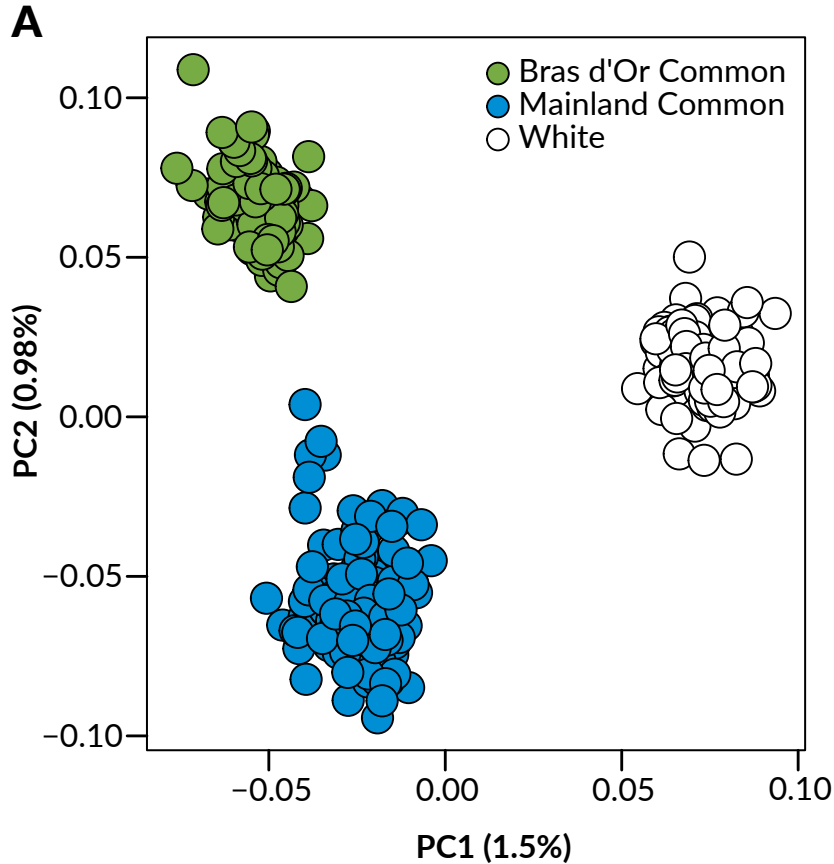 A
Bras d'Or Common
Mainland Common
White
0.10
0.05
0.00
−0.05
−0.10
PC2 (0.98%)
−0.05
0.00
0.05
0.10
PC1 (1.5%)